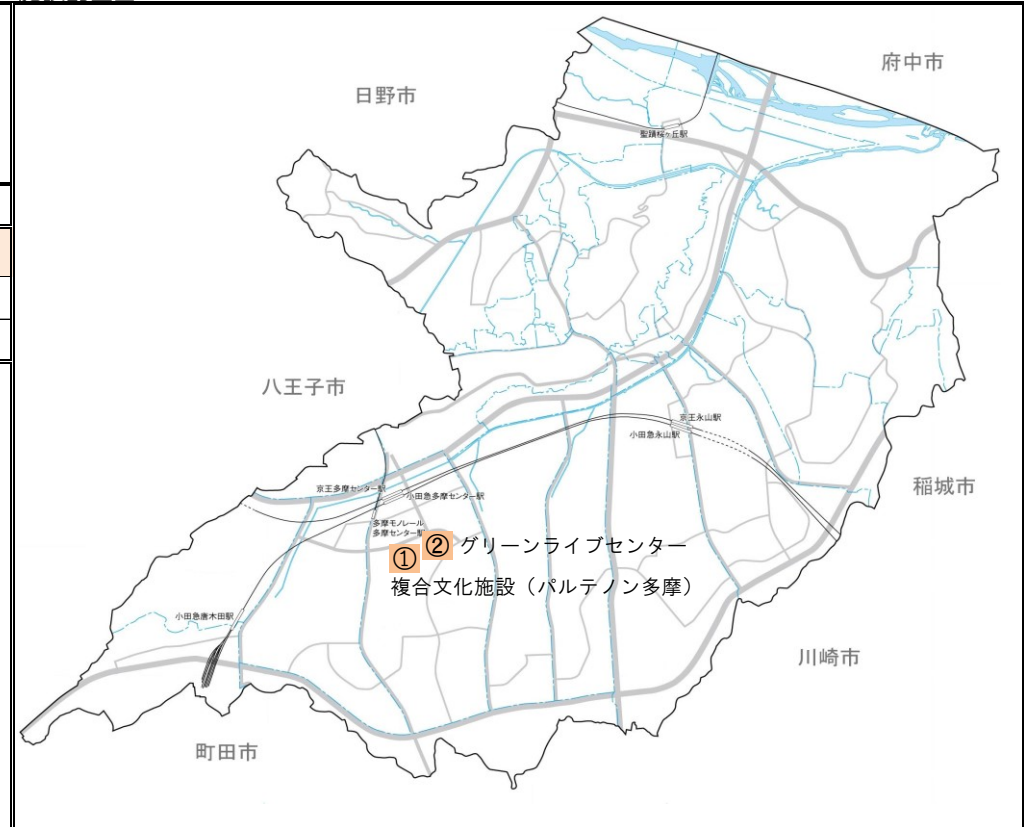 府中市
日野市
聖蹟桜ヶ丘駅
八王子市
京王永山駅
小田急永山駅
稲城市
京王多摩センター駅
小田急多摩センター駅
多摩モノレール
多摩センター駅
① ② グリーンライブセンター
複合文化施設（パルテノン多摩）
小田急唐木田駅
川崎市
町田市